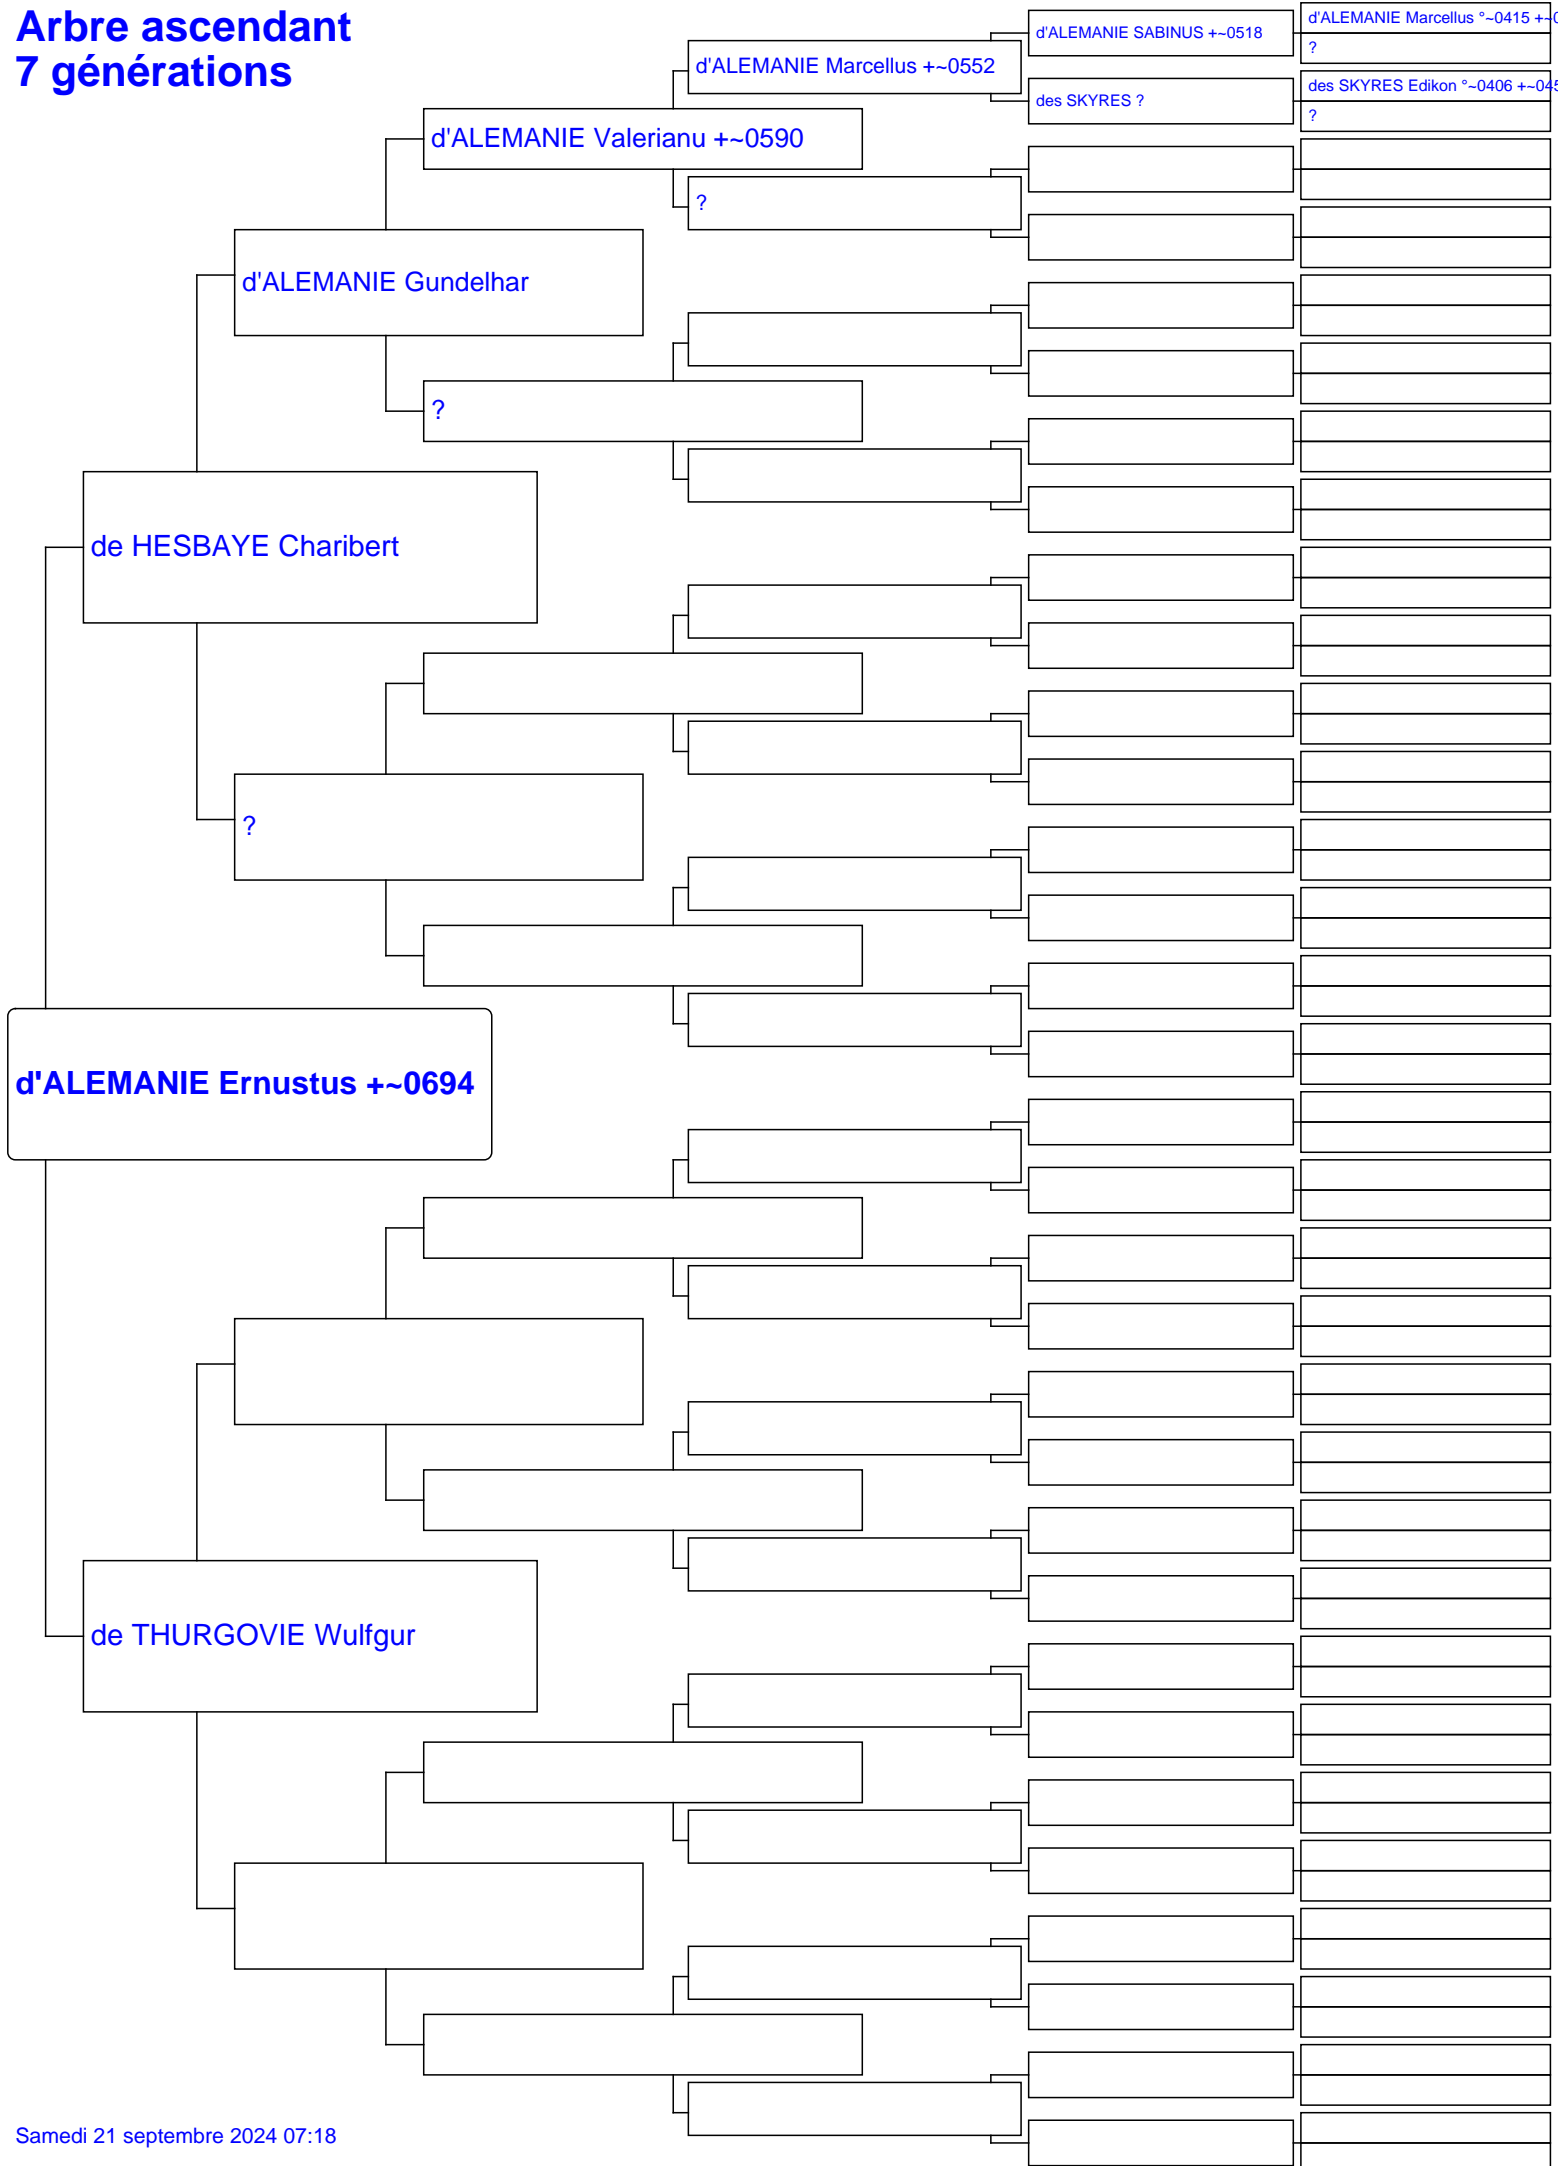 Arbre ascendant
7 générations
d'ALEMANIE Marcellus °~0415 +~0
d'ALEMANIE SABINUS +~0518
?
d'ALEMANIE Marcellus +~0552
des SKYRES Edikon °~0406 +~045
des SKYRES ?
?
d'ALEMANIE Valerianu +~0590
?
d'ALEMANIE Gundelhar
?
de HESBAYE Charibert
?
d'ALEMANIE Ernustus +~0694
de THURGOVIE Wulfgur
Samedi 21 septembre 2024 07:18